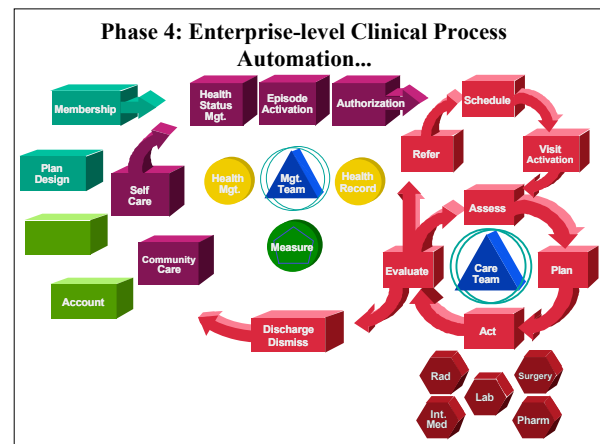 Phase 4: Enterprise-level Clinical Process
Automation...
Membership
Health
Status
Mgt.
Episode
Activation
Authorization
Schedule
Refer
Visit
Activation
Plan
Design
Self
Care
Health
Mgt.
Mgt.
Team
Health
Record
Assess
Measure
Community
Care
Evaluate
Care
Team
Plan
Account
Discharge
Dismiss
Act
Rad
Surgery
Lab
Int.
Med
Pharm